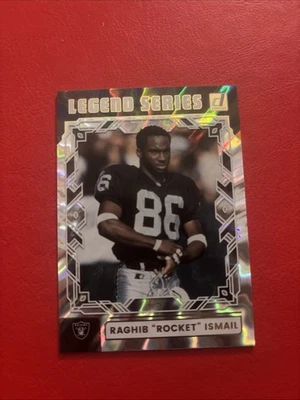 LEGEND SERIES
86
RAGHIB "ROCKET" ISMAIL